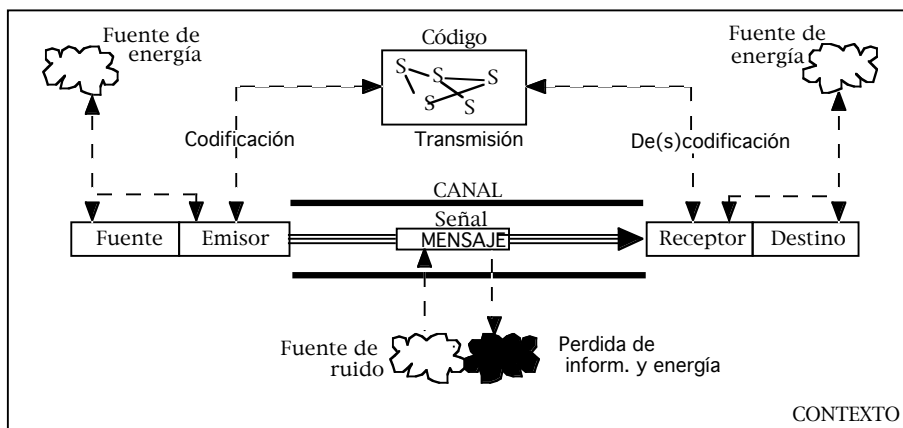 Fuente de
energía
Código
Fuente de
energía
S
S
S
S
S
Codificación
Transmisión
De(s)codificación
CANAL
Señal
Fuente
Emisor
MENSAJE
Receptor
Destino
Fuente de
ruido
Perdida de
inform. y energía
CONTEXTO